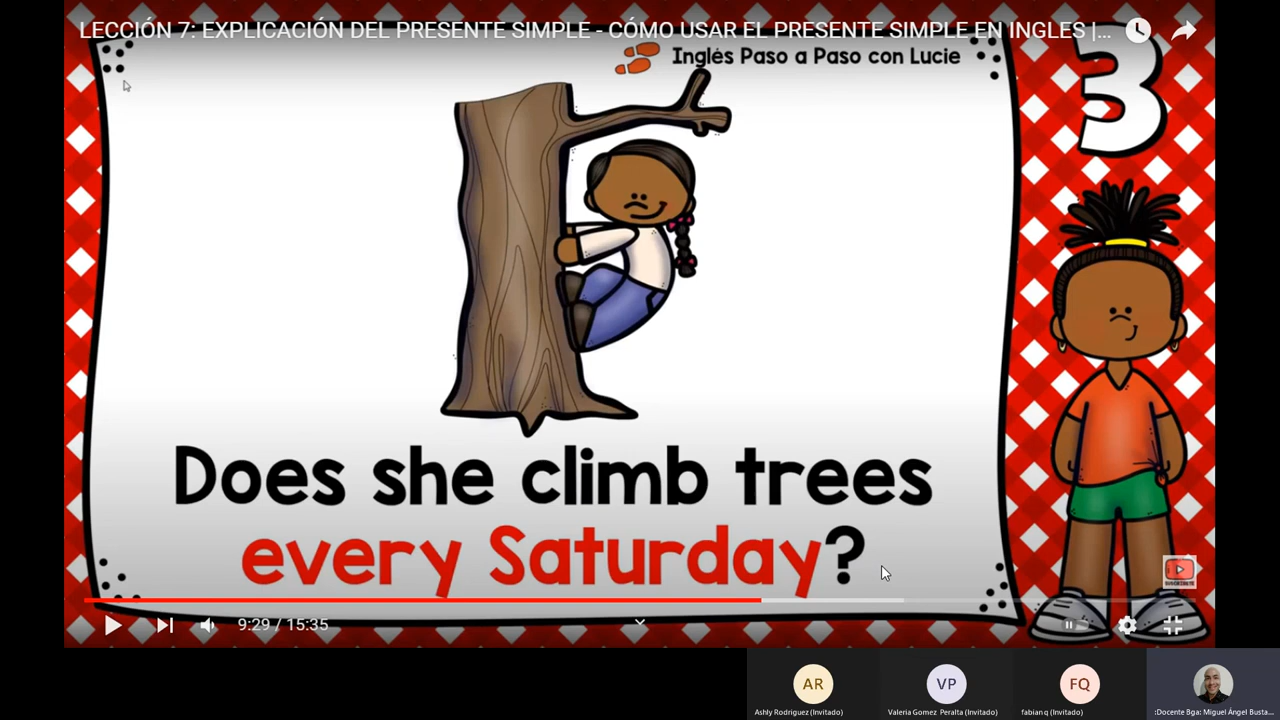 LECCIÓN 7: EXPLICACIÓN DEL PRESENTE SIMPLE - CÓMO USAR EL PRESENTE SIMPLE EN INGLES |...
Inglés Paso a Paso con Lucie
3
Does she climb trees
every Saturday?
SUSCRIBETE
9:29 / 15:35
AR
VP
FQ
Ashly Rodriguez (Invitado)
Valeria Gomez Peralta (Invitado)
fabian q (Invitado)
:Docente Bga: Miguel Ángel Busta...